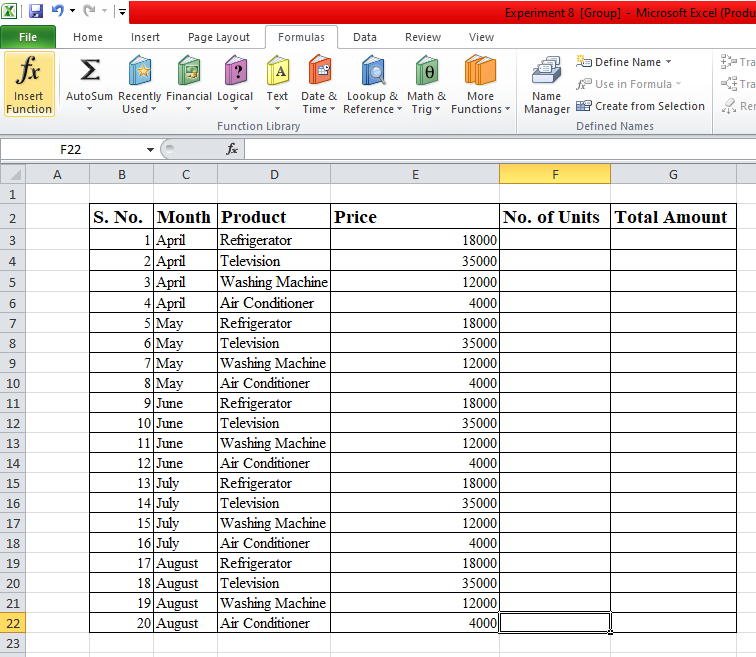 Experiment 8 [Group] - Microsoft Excel (Produ
File Home Insert Page Layout Formulas Data Review View
fx Σ A ? θ
Insert Function
AutoSum
Recently Used
Financial
Logical
Text
Date & Time
Lookup & Reference
Math & Trig
More Functions
Function Library
Name Manager
Define Name
Use in Formula
Create from Selection
Defined Names
Tra
Tra
Rer
F22 fx
A B C D E F G
1
2 S. No. Month Product Price No. of Units Total Amount
3 1 April Refrigerator 18000
4 2 April Television 35000
5 3 April Washing Machine 12000
6 4 April Air Conditioner 4000
7 5 May Refrigerator 18000
8 6 May Television 35000
9 7 May Washing Machine 12000
10 8 May Air Conditioner 4000
11 9 June Refrigerator 18000
12 10 June Television 35000
13 11 June Washing Machine 12000
14 12 June Air Conditioner 4000
15 13 July Refrigerator 18000
16 14 July Television 35000
17 15 July Washing Machine 12000
18 16 July Air Conditioner 4000
19 17 August Refrigerator 18000
20 18 August Television 35000
21 19 August Washing Machine 12000
22 20 August Air Conditioner 4000
23